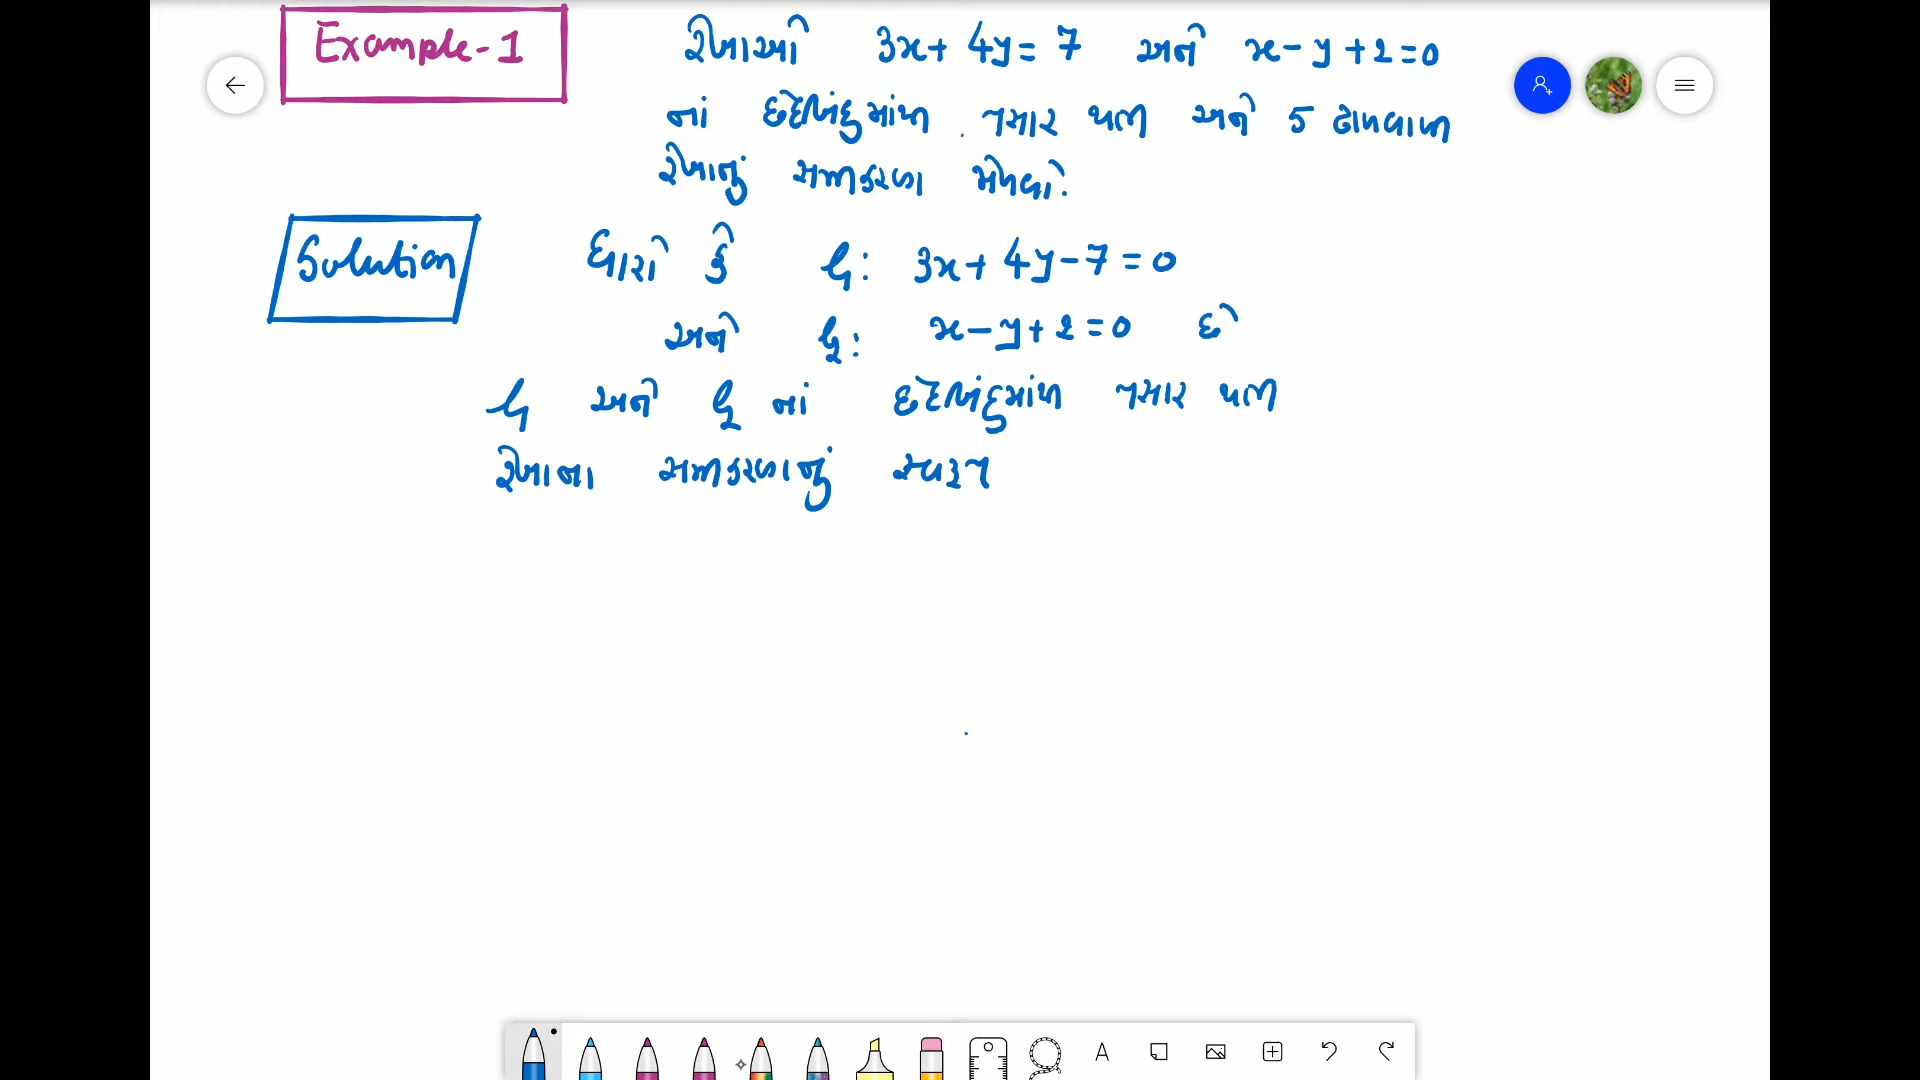 Example-1
રેખાઓ 3x+ 4y= 7 અને x- y +2=0
નાં છેદબિંદુમાંથી પસાર થતી અને 5 ઢાળવાળી
રેખાનું સમીકરણ મેળવો.
Solution
ધારો કે l₁: 3x+ 4y-7=0
અને l₂: x-y+2=0 છે
l₁ અને l₂ નાં છેદબિંદુમાંથી પસાર થતી
રેખાના સમીકરણનું સ્વરૂપ